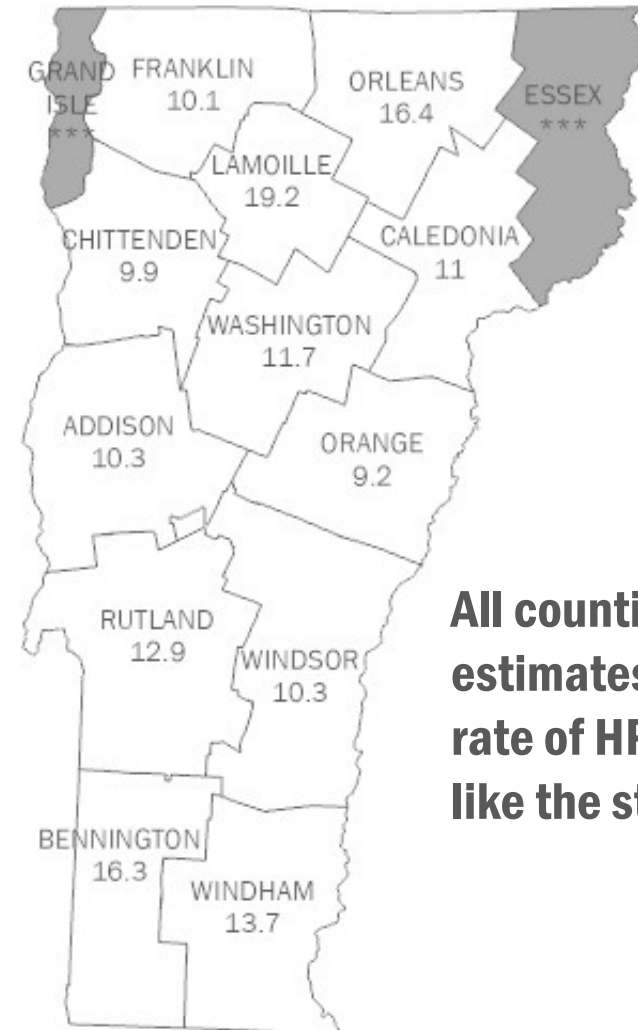 GRAND
ISLE
***
FRANKLIN
10.1
ORLEANS
16.4
ESSEX
***
LAMOILLE
19.2
CHITTENDEN
9.9
CALEDONIA
11
WASHINGTON
11.7
ADDISON
10.3
ORANGE
9.2
RUTLAND
12.9
WINDSOR
10.3
BENNINGTON
16.3
WINDHAM
13.7
All counti
estimates
rate of
like the